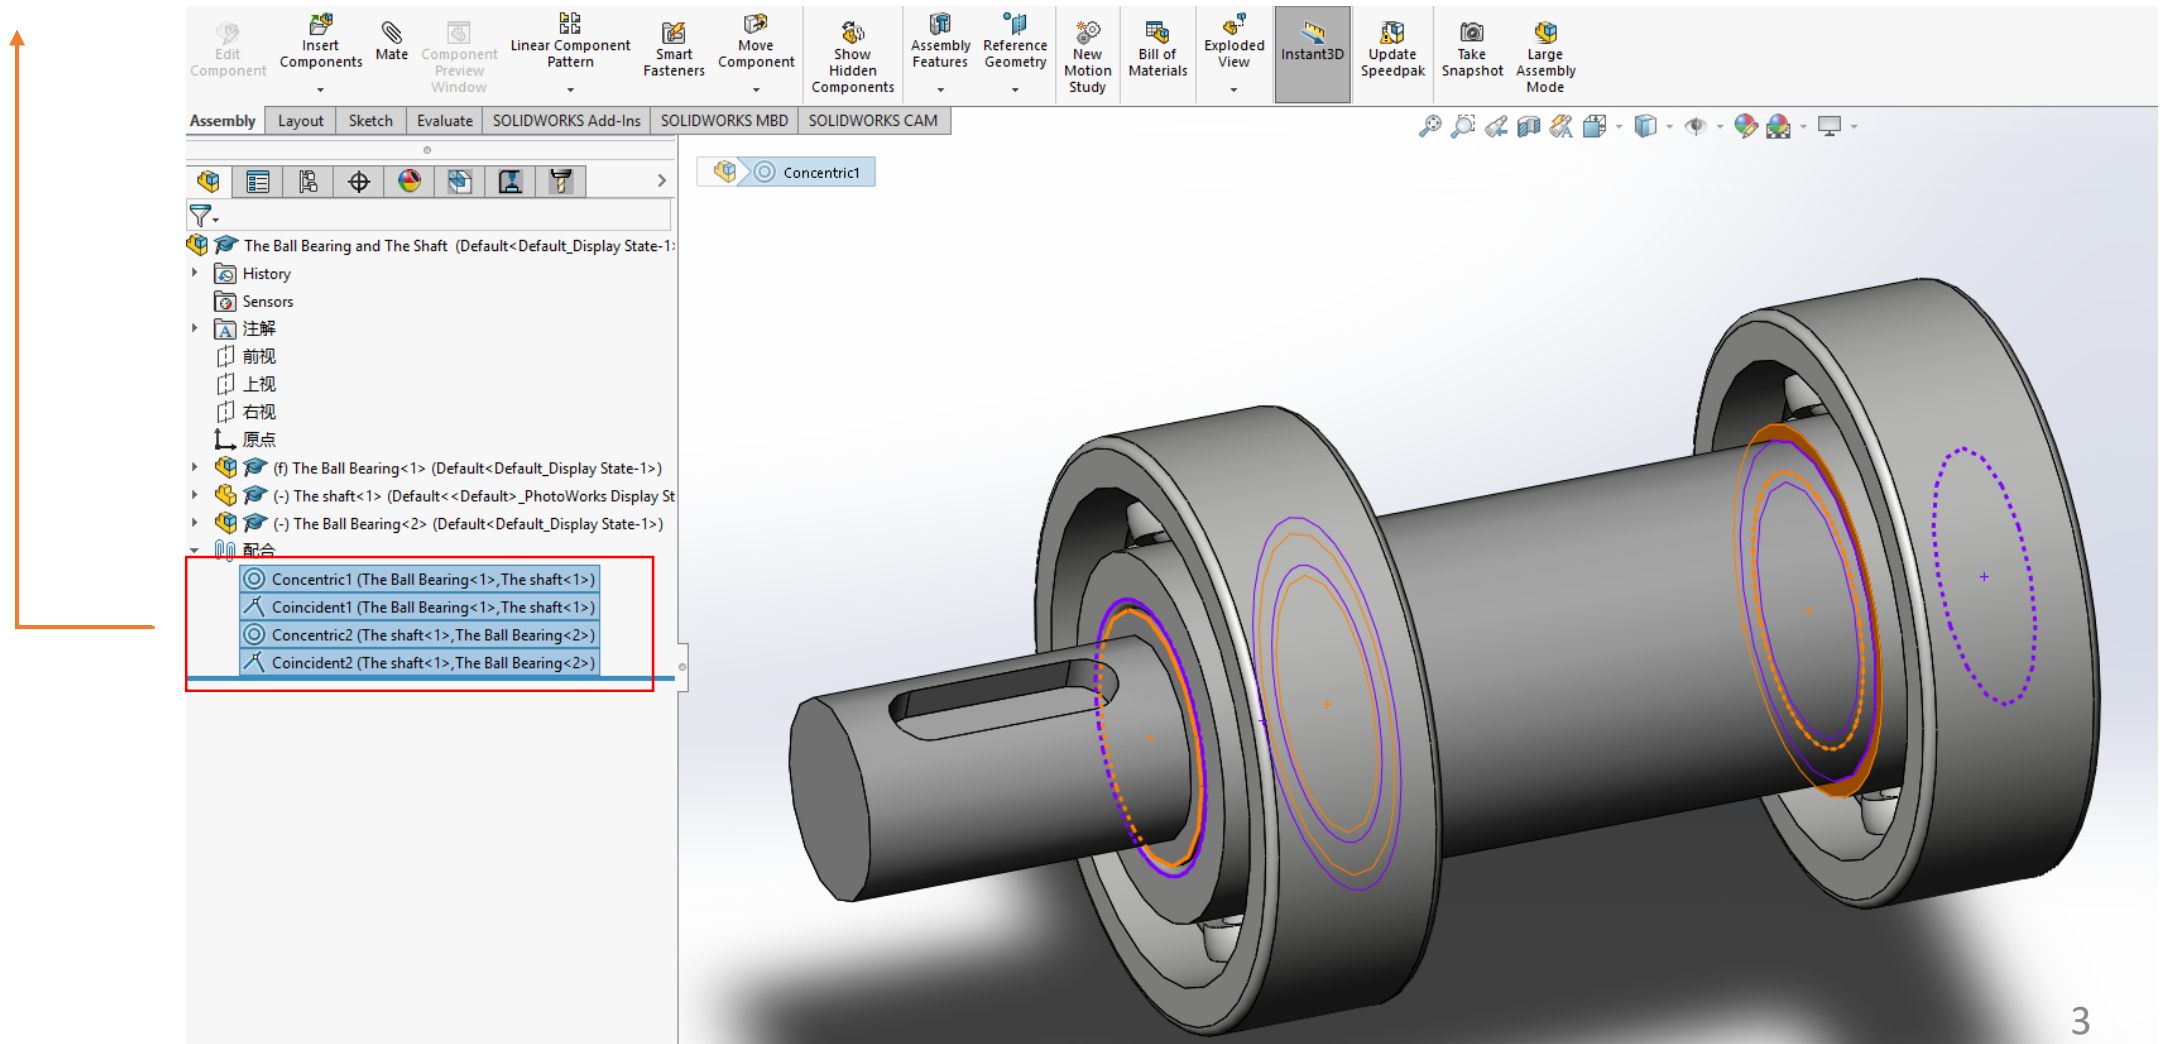 Edit Component
Insert Components
Mate
Component Preview Window
Linear Component Pattern
Smart Fasteners
Move Component
Show Hidden Components
Assembly Features
Reference Geometry
New Motion Study
Bill of Materials
Exploded View
Instant3D
Update Speedpak
Take Snapshot
Large Assembly Mode
Assembly
Layout
Sketch
Evaluate
SOLIDWORKS Add-Ins
SOLIDWORKS MBD
SOLIDWORKS CAM
Concentric1
The Ball Bearing and The Shaft (Default<Default_Display State-1>
History
Sensors
注解
前视
上视
右视
原点
(f) The Ball Bearing<1> (Default<Default_Display State-1>)
(-) The shaft<1> (Default<<Default>_PhotoWorks Display St
(-) The Ball Bearing<2> (Default<Default_Display State-1>)
配合
Concentric1 (The Ball Bearing<1>,The shaft<1>)
Coincident1 (The Ball Bearing<1>,The shaft<1>)
Concentric2 (The shaft<1>,The Ball Bearing<2>)
Coincident2 (The shaft<1>,The Ball Bearing<2>)
3